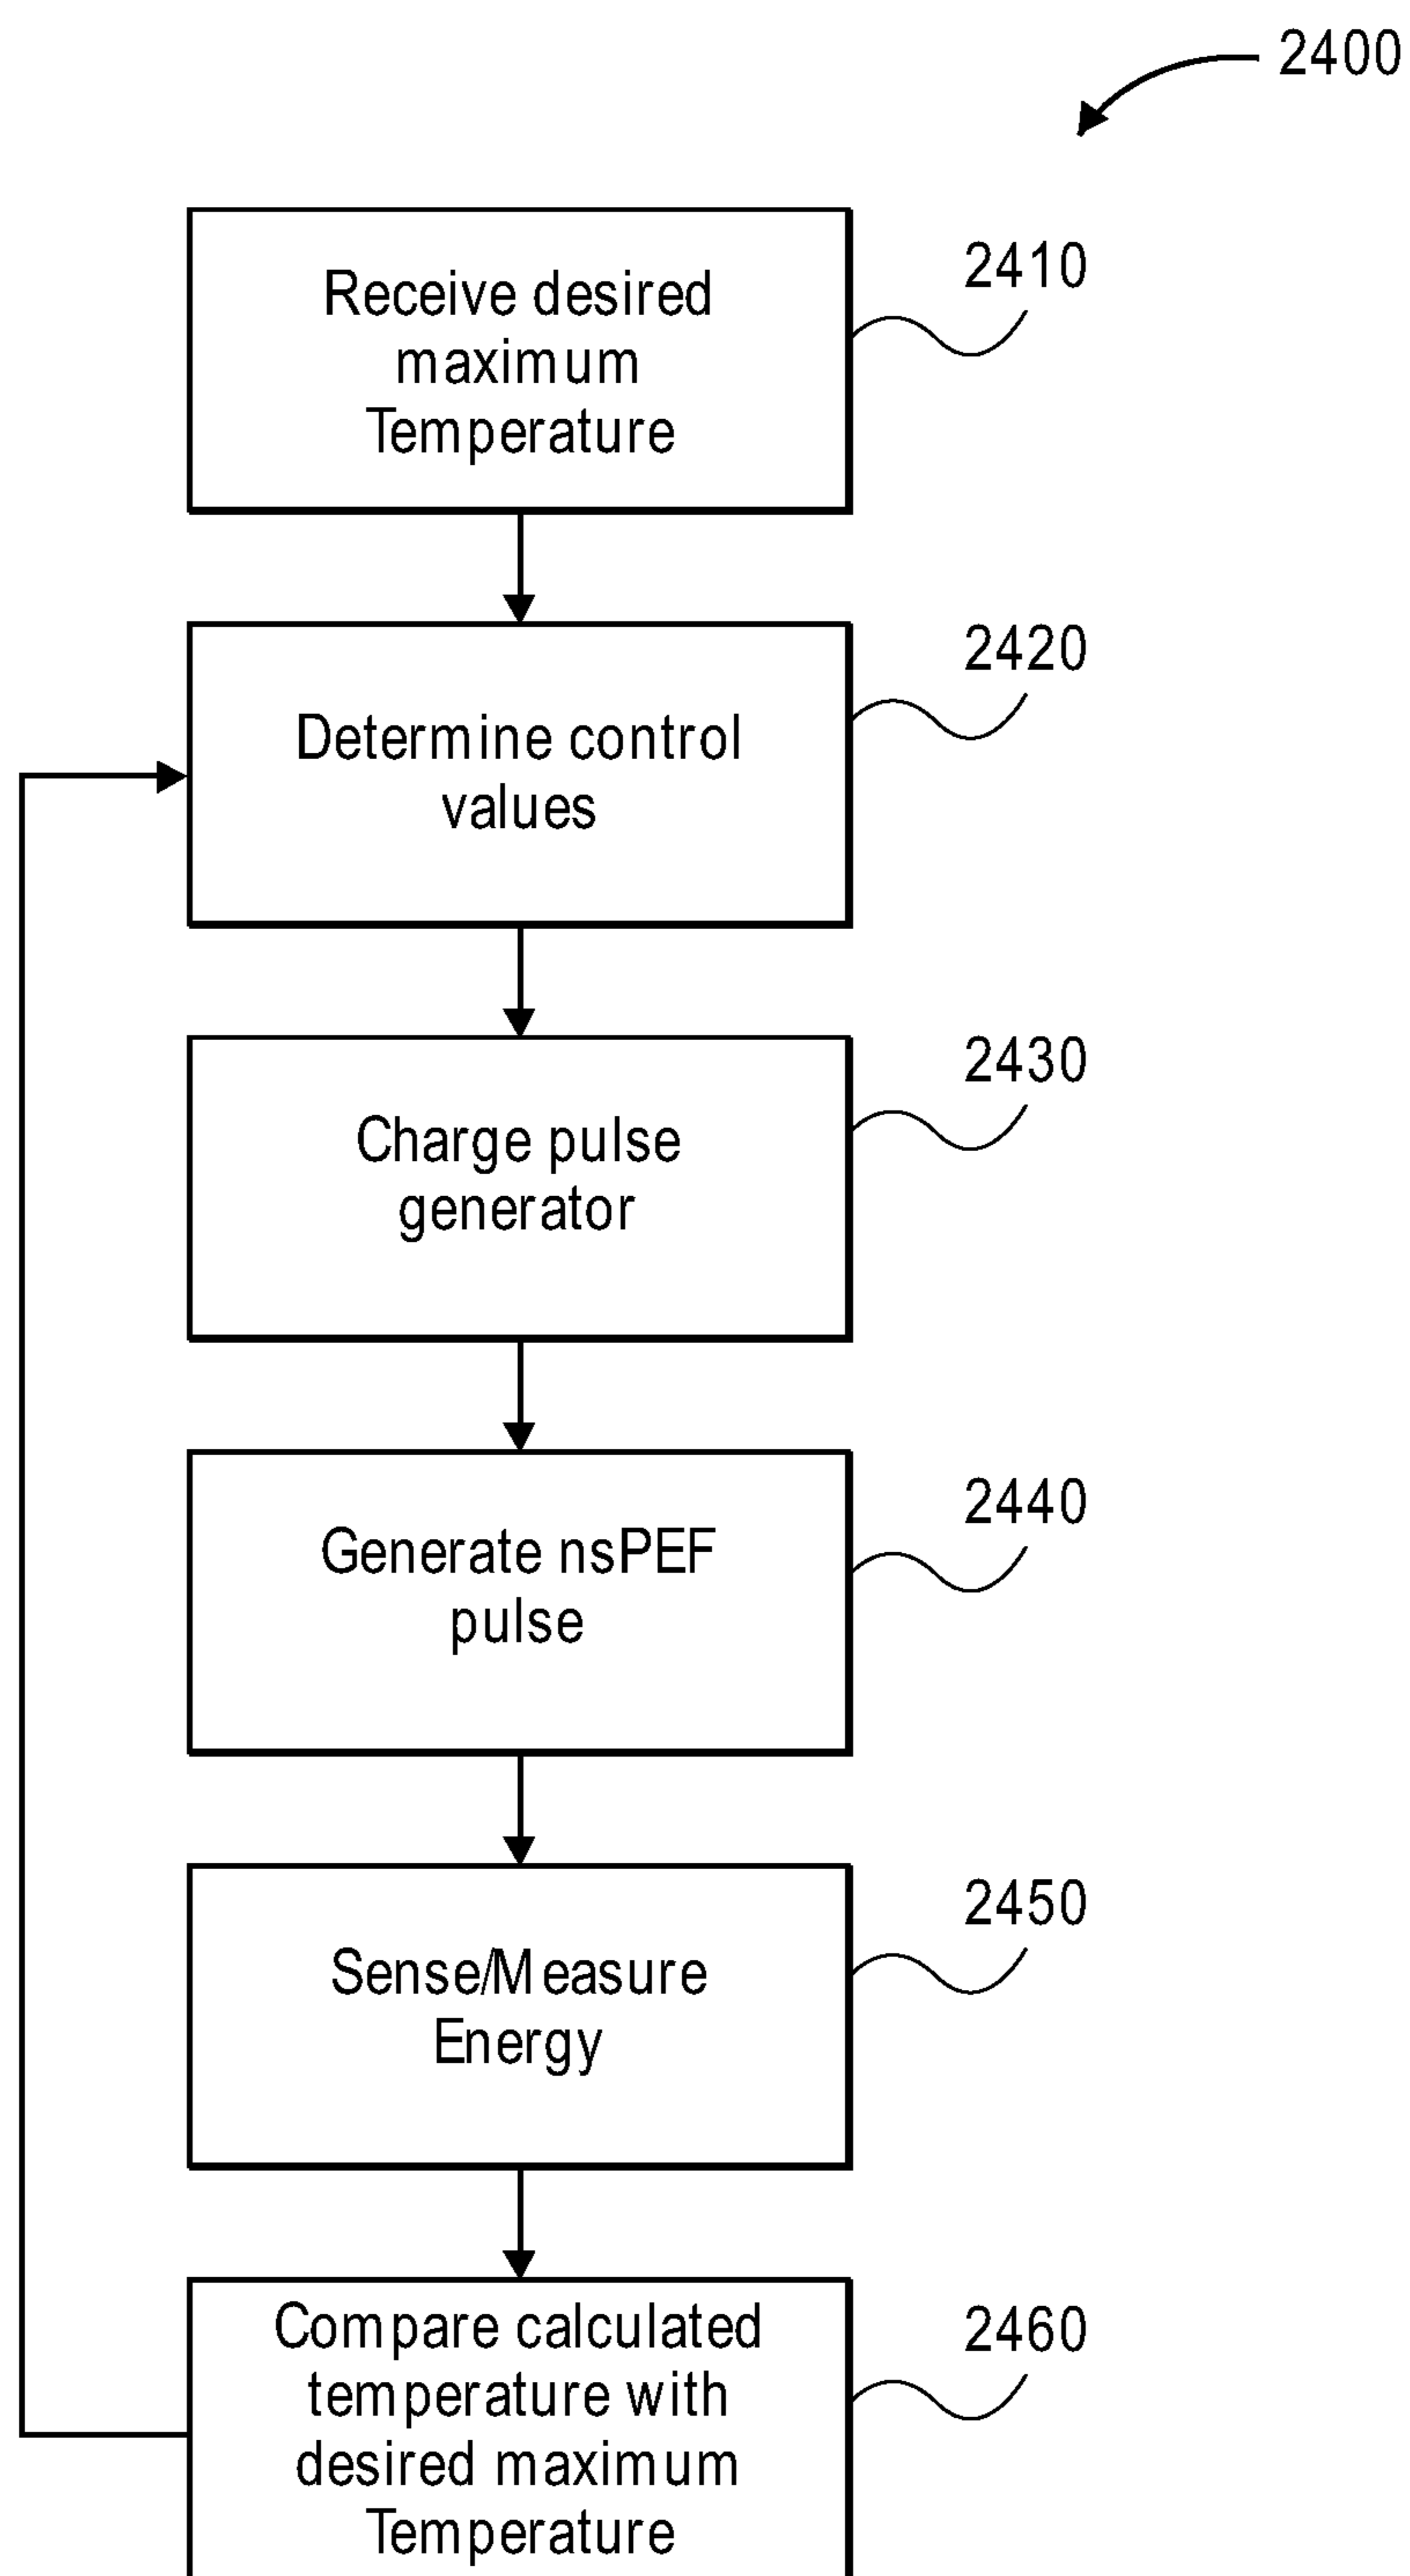 2400
Receive desired
maximum
Temperature
2410
Determine control
values
2420
Charge pulse
generator
2430
Generate nsPEF
pulse
2440
Sense/Measure
Energy
2450
Compare calculated
temperature with
desired maximum
Temperature
2460